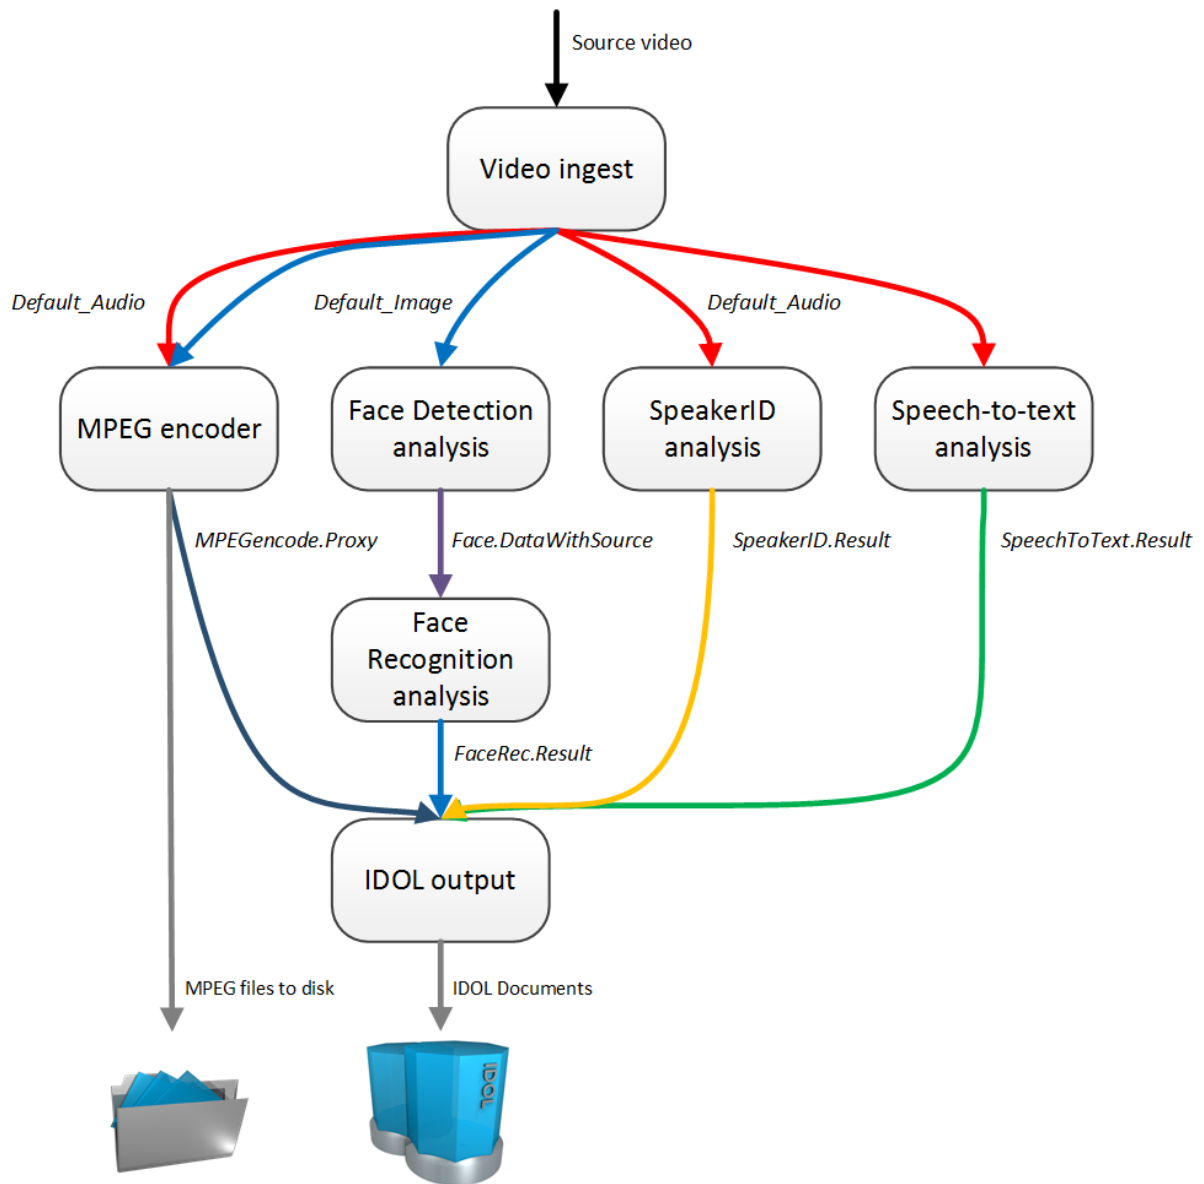 Source video
Video ingest
Default_Audio
Default_Image
Default_Audio
MPEG encoder
Face Detection
analysis
SpeakerID
analysis
Speech-to-text
analysis
MPEGencode.Proxy
Face.DataWithSource
SpeakerID.Result
SpeechToText.Result
Face
Recognition
analysis
FaceRec.Result
IDOL output
MPEG files to disk
IDOL Documents
IDOL